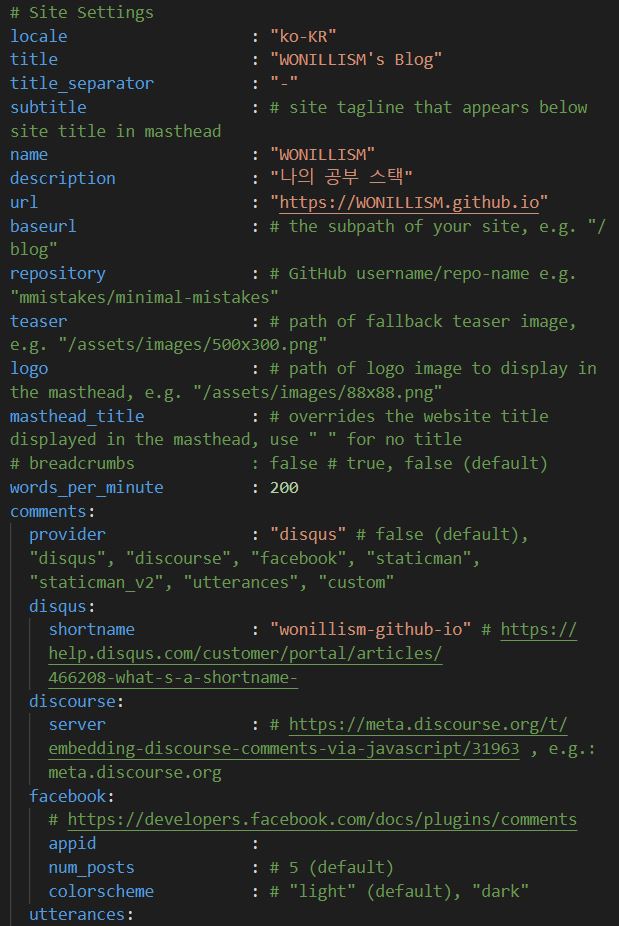 # Site Settings
locale                   : "ko-KR"
title                    : "WONILLISM's Blog"
title_separator          : "-"
subtitle                 : # site tagline that appears below
site title in masthead
name                     : "WONILLISM"
description              : "나의 공부 스택"
url                      : "https://WONILLISM.github.io"
baseurl                  : # the subpath of your site, e.g. "/
blog"
repository               : # GitHub username/repo-name e.g.
"mmistakes/minimal-mistakes"
teaser                   : # path of fallback teaser image,
e.g. "/assets/images/500x300.png"
logo                     : # path of logo image to display in
the masthead, e.g. "/assets/images/88x88.png"
masthead_title           : # overrides the website title
displayed in the masthead, use " " for no title
# breadcrumbs            : false # true, false (default)
words_per_minute         : 200
comments:
  provider               : "disqus" # false (default),
  "disqus", "discourse", "facebook", "staticman",
  "staticman_v2", "utterances", "custom"
  disqus:
    shortname            : "wonillism-github-io" # https://
    help.disqus.com/customer/portal/articles/
    466208-what-s-a-shortname-
  discourse:
    server               : # https://meta.discourse.org/t/
    embedding-discourse-comments-via-javascript/31963 , e.g.:
    meta.discourse.org
  facebook:
    # https://developers.facebook.com/docs/plugins/comments
    appid                :
    num_posts            : # 5 (default)
    colorscheme          : # "light" (default), "dark"
  utterances: